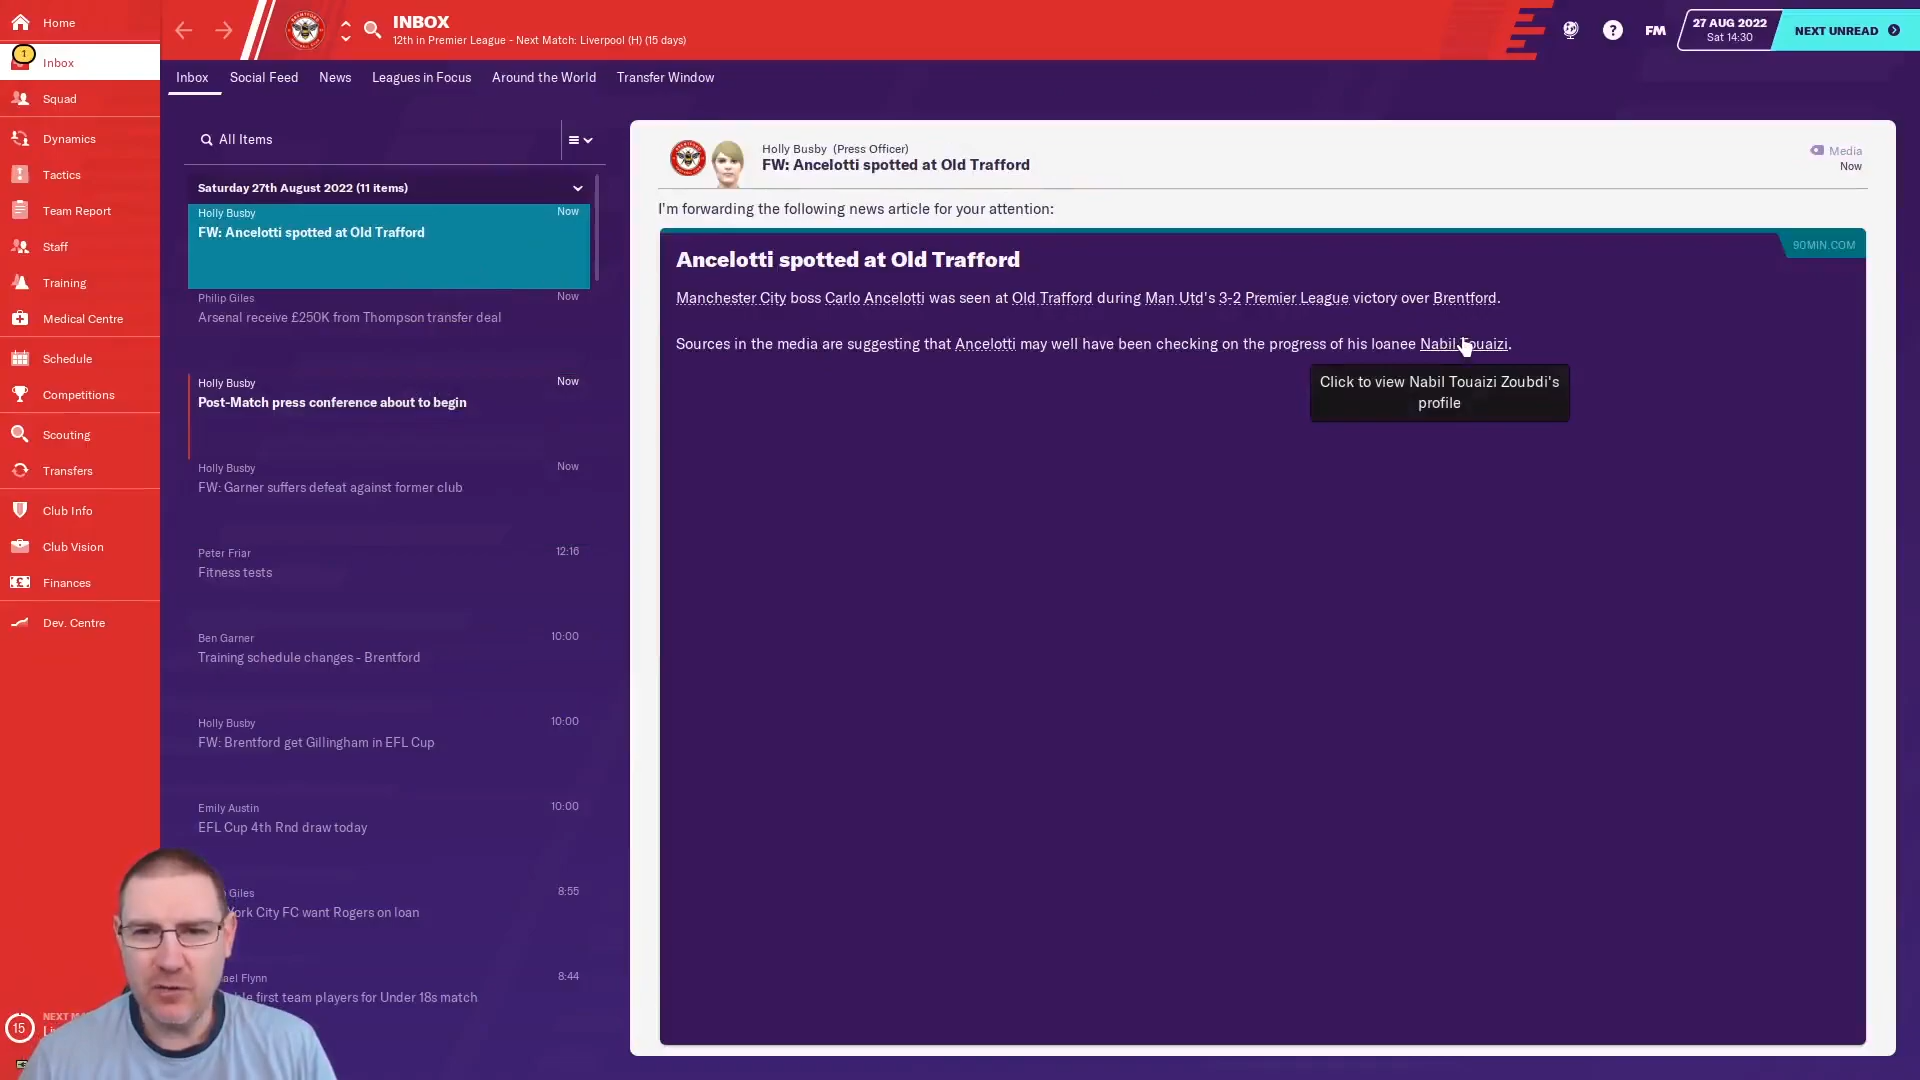 Home
1
Inbox
Squad
Dynamics
Tactics
Team Report
Staff
Training
Medical Centre
Schedule
Competitions
Scouting
Transfers
Club Info
Club Vision
Finances
Dev. Centre
15
INBOX
12th in Premier League - Next Match: Liverpool (H) (15 days)
?
FM
27 AUG 2022
Sat 14:30
NEXT UNREAD
Inbox
Social Feed
News
Leagues in Focus
Around the World
Transfer Window
All Items
Saturday 27th August 2022 (11 items)
Holly Busby
Now
FW: Ancelotti spotted at Old Trafford
Philip Giles
Now
Arsenal receive £250K from Thompson transfer deal
Holly Busby
Now
Post-Match press conference about to begin
Holly Busby
Now
FW: Garner suffers defeat against former club
Peter Friar
12:16
Fitness tests
Ben Garner
10:00
Training schedule changes - Brentford
Holly Busby
10:00
FW: Brentford get Gillingham in EFL Cup
Emily Austin
10:00
EFL Cup 4th Rnd draw today
Giles
8:55
York City FC want Rogers on loan
Flynn
8:44
first team players for Under 18s match
Holly Busby (Press Officer)
FW: Ancelotti spotted at Old Trafford
Media
Now
I'm forwarding the following news article for your attention:
90MIN.COM
Ancelotti spotted at Old Trafford
Manchester City boss Carlo Ancelotti was seen at Old Trafford during Man Utd's 3-2 Premier League victory over Brentford.
Sources in the media are suggesting that Ancelotti may well have been checking on the progress of his loanee Nabil Touaizi.
Click to view Nabil Touaizi Zoubdi's
profile